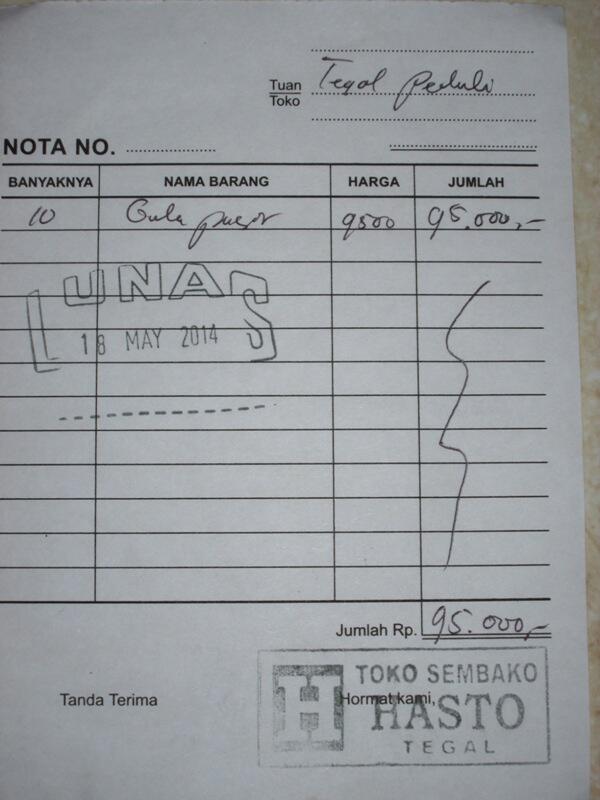 Tuan Tegal Peduli
Toko
NOTA NO.
BANYAKNYA NAMA BARANG HARGA JUMLAH
10 Gula pasir 9500 95.000,-
LUNAS
18 MAY 2014
Jumlah Rp. 95.000,-
TOKO SEMBAKO
Tanda Terima Hormat kami,
HASTO
TEGAL